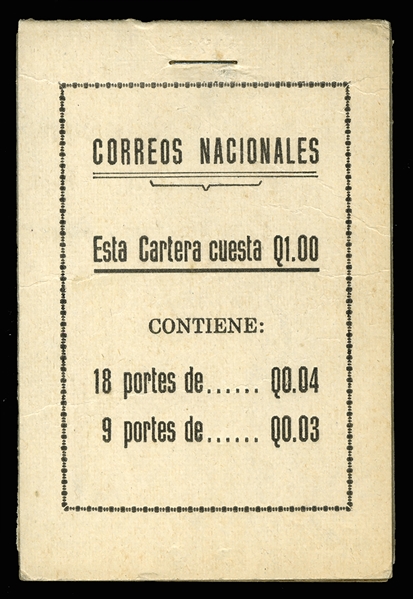 CORREOS NACIONALES
Esta Cartera cuesta Q1.00
CONTIENE:
18 portes de...... Q0.04
9 portes de...... Q0.03